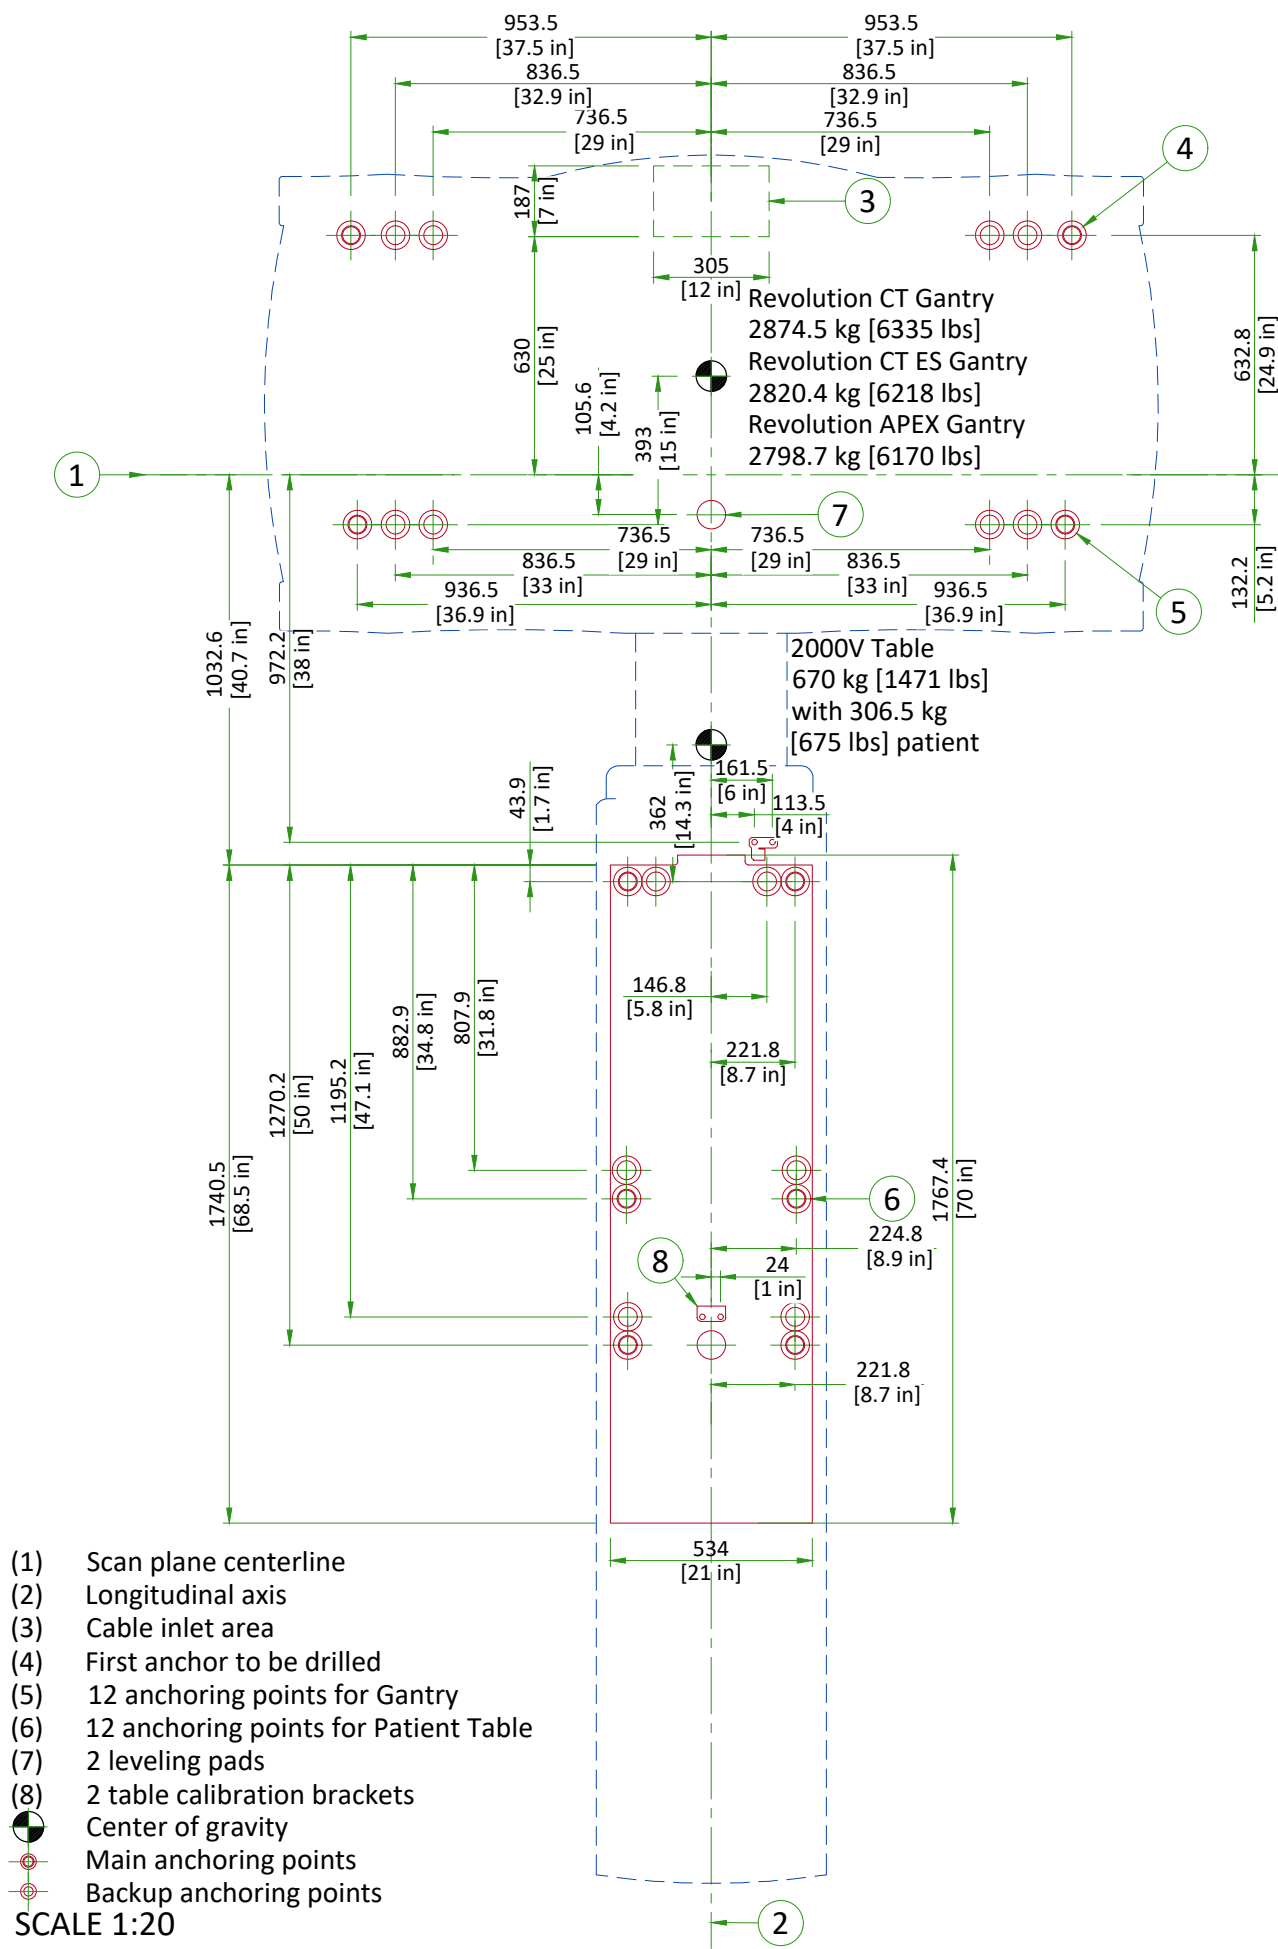 953.5
[37.5 in]
953.5
[37.5 in]
836.5
[32.9 in]
836.5
[32.9 in]
736.5
[29 in]
736.5
[29 in]
4
187
[7 in]
3
305
[12 in]
Revolution CT Gantry
2874.5 kg [6335 lbs]
Revolution CT ES Gantry
2820.4 kg [6218 lbs]
Revolution APEX Gantry
2798.7 kg [6170 lbs]
630
[25 in]
632.8
[24.9 in]
105.6
[4.2 in]
393
[15 in]
1
7
736.5
[29 in]
736.5
[29 in]
836.5
[33 in]
836.5
[33 in]
936.5
[36.9 in]
936.5
[36.9 in]
132.2
[5.2 in]
5
1032.6
[40.7 in]
972.2
[38 in]
2000V Table
670 kg [1471 lbs]
with 306.5 kg
[675 lbs] patient
43.9
[1.7 in]
362
[14.3 in]
161.5
[6 in]
113.5
[4 in]
146.8
[5.8 in]
221.8
[8.7 in]
807.9
[31.8 in]
882.9
[34.8 in]
1195.2
[47.1 in]
1270.2
[50 in]
1740.5
[68.5 in]
1767.4
[70 in]
6
224.8
[8.9 in]
8
24
[1 in]
221.8
[8.7 in]
534
[21 in]
(1) Scan plane centerline
(2) Longitudinal axis
(3) Cable inlet area
(4) First anchor to be drilled
(5) 12 anchoring points for Gantry
(6) 12 anchoring points for Patient Table
(7) 2 leveling pads
(8) 2 table calibration brackets
Center of gravity
Main anchoring points
Backup anchoring points
SCALE 1:20
2